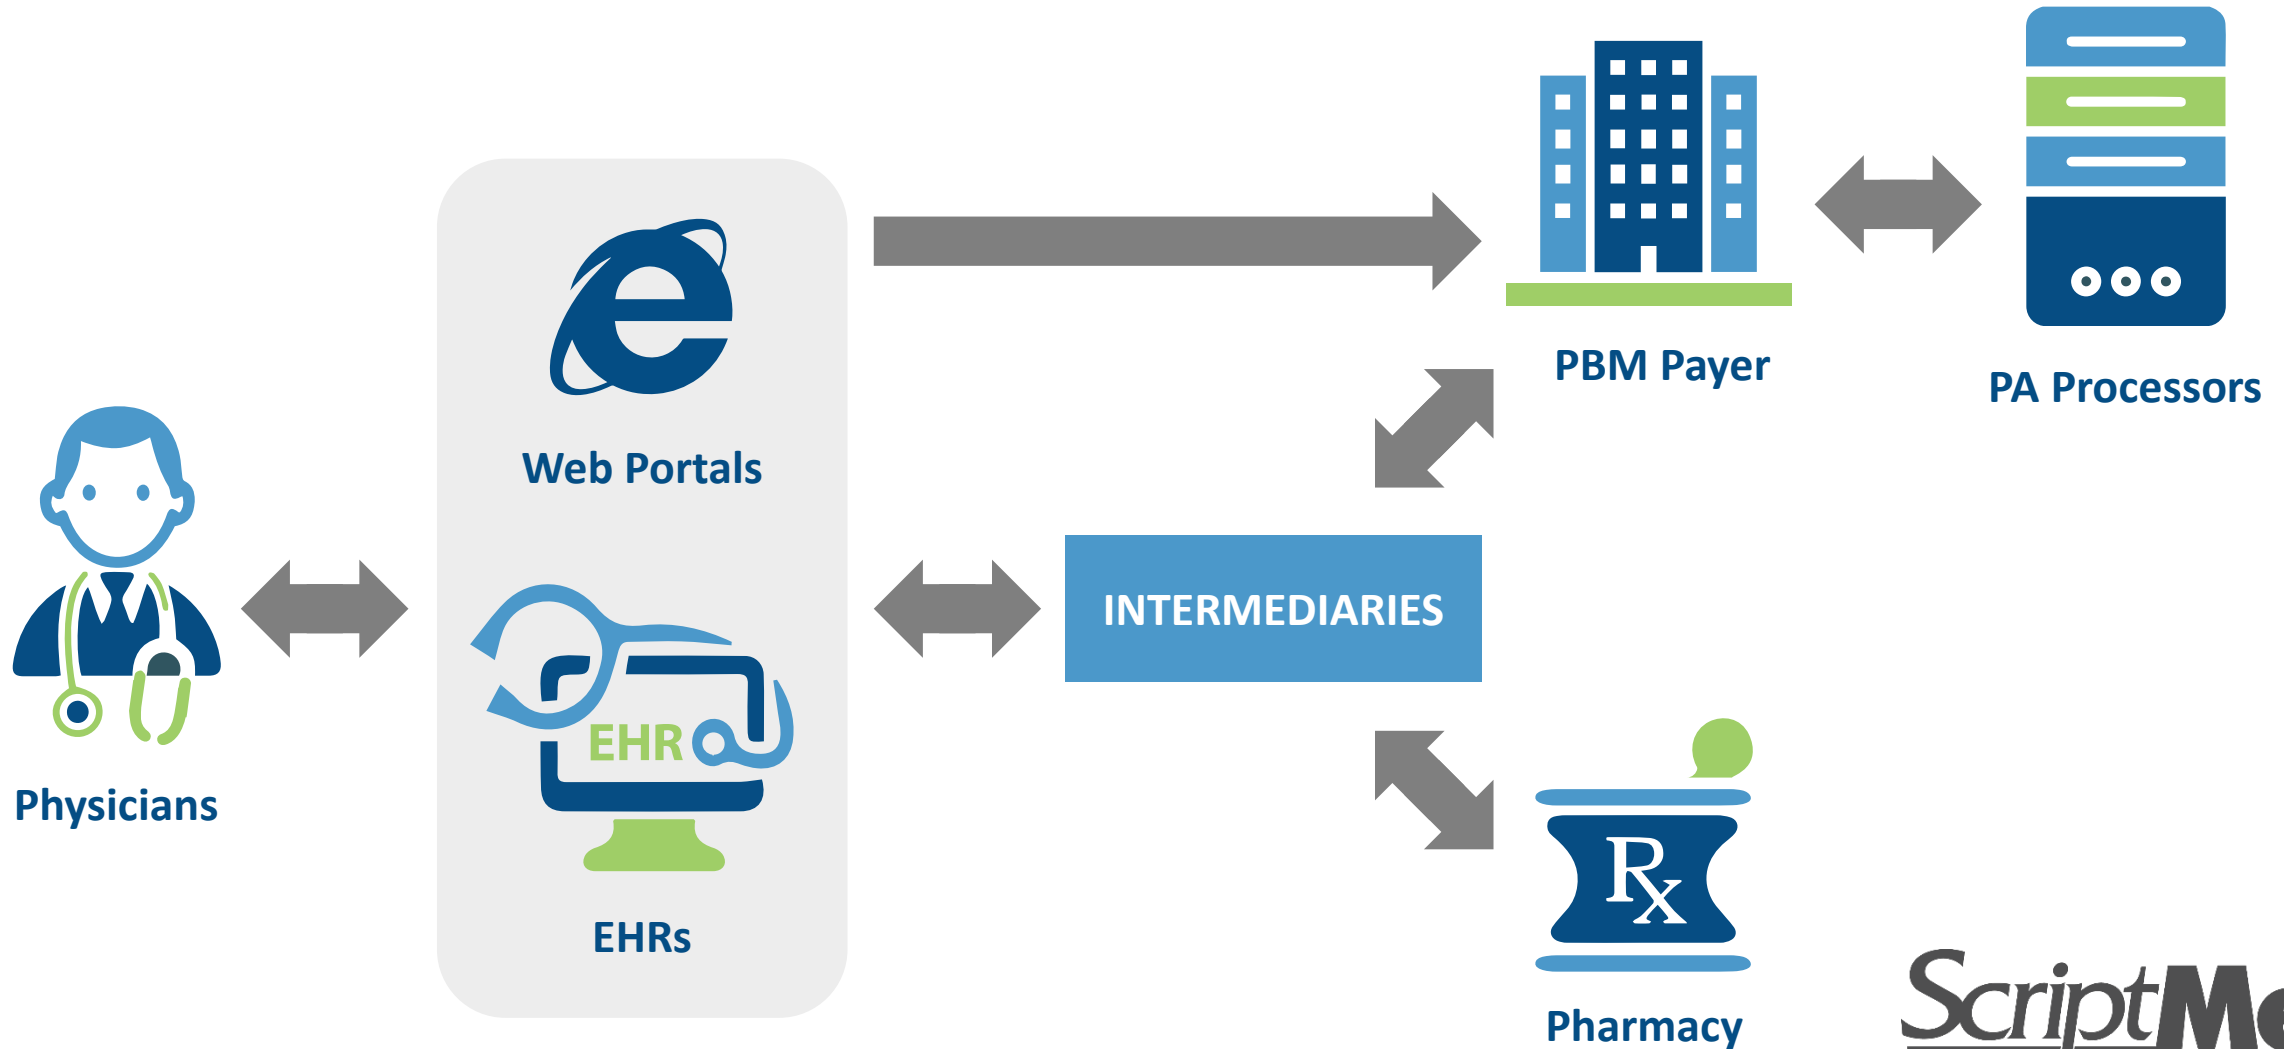 PBM Payer
PA Processors
Web Portals
INTERMEDIARIES
EHR
Physicians
EHRs
Rx
Pharmacy
Script